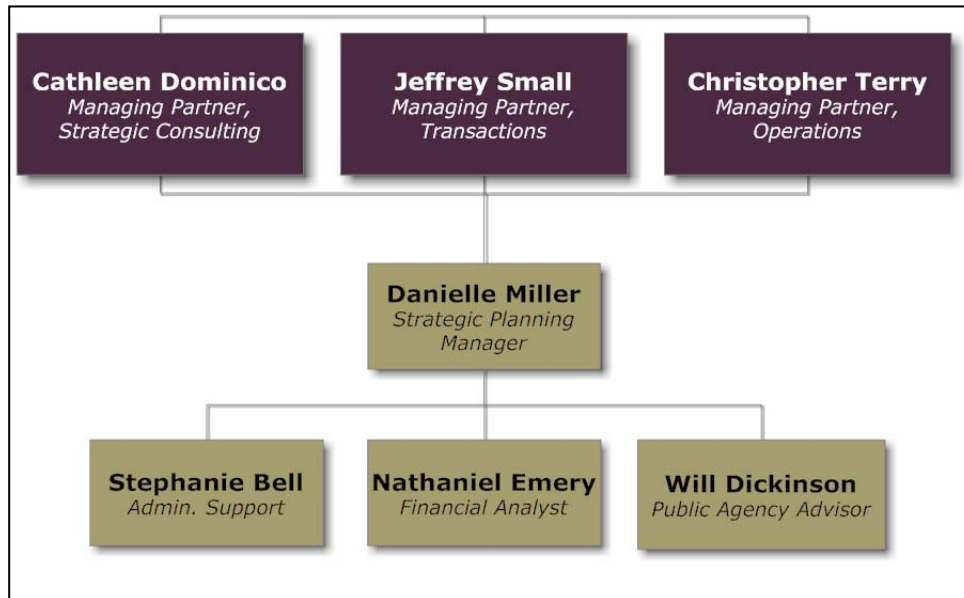 Cathleen Dominico
Managing Partner,
Strategic Consulting
Jeffrey Small
Managing Partner,
Transactions
Christopher Terry
Managing Partner,
Operations
Danielle Miller
Strategic Planning
Manager
Stephanie Bell
Admin. Support
Nathaniel Emery
Financial Analyst
Will Dickinson
Public Agency Advisor